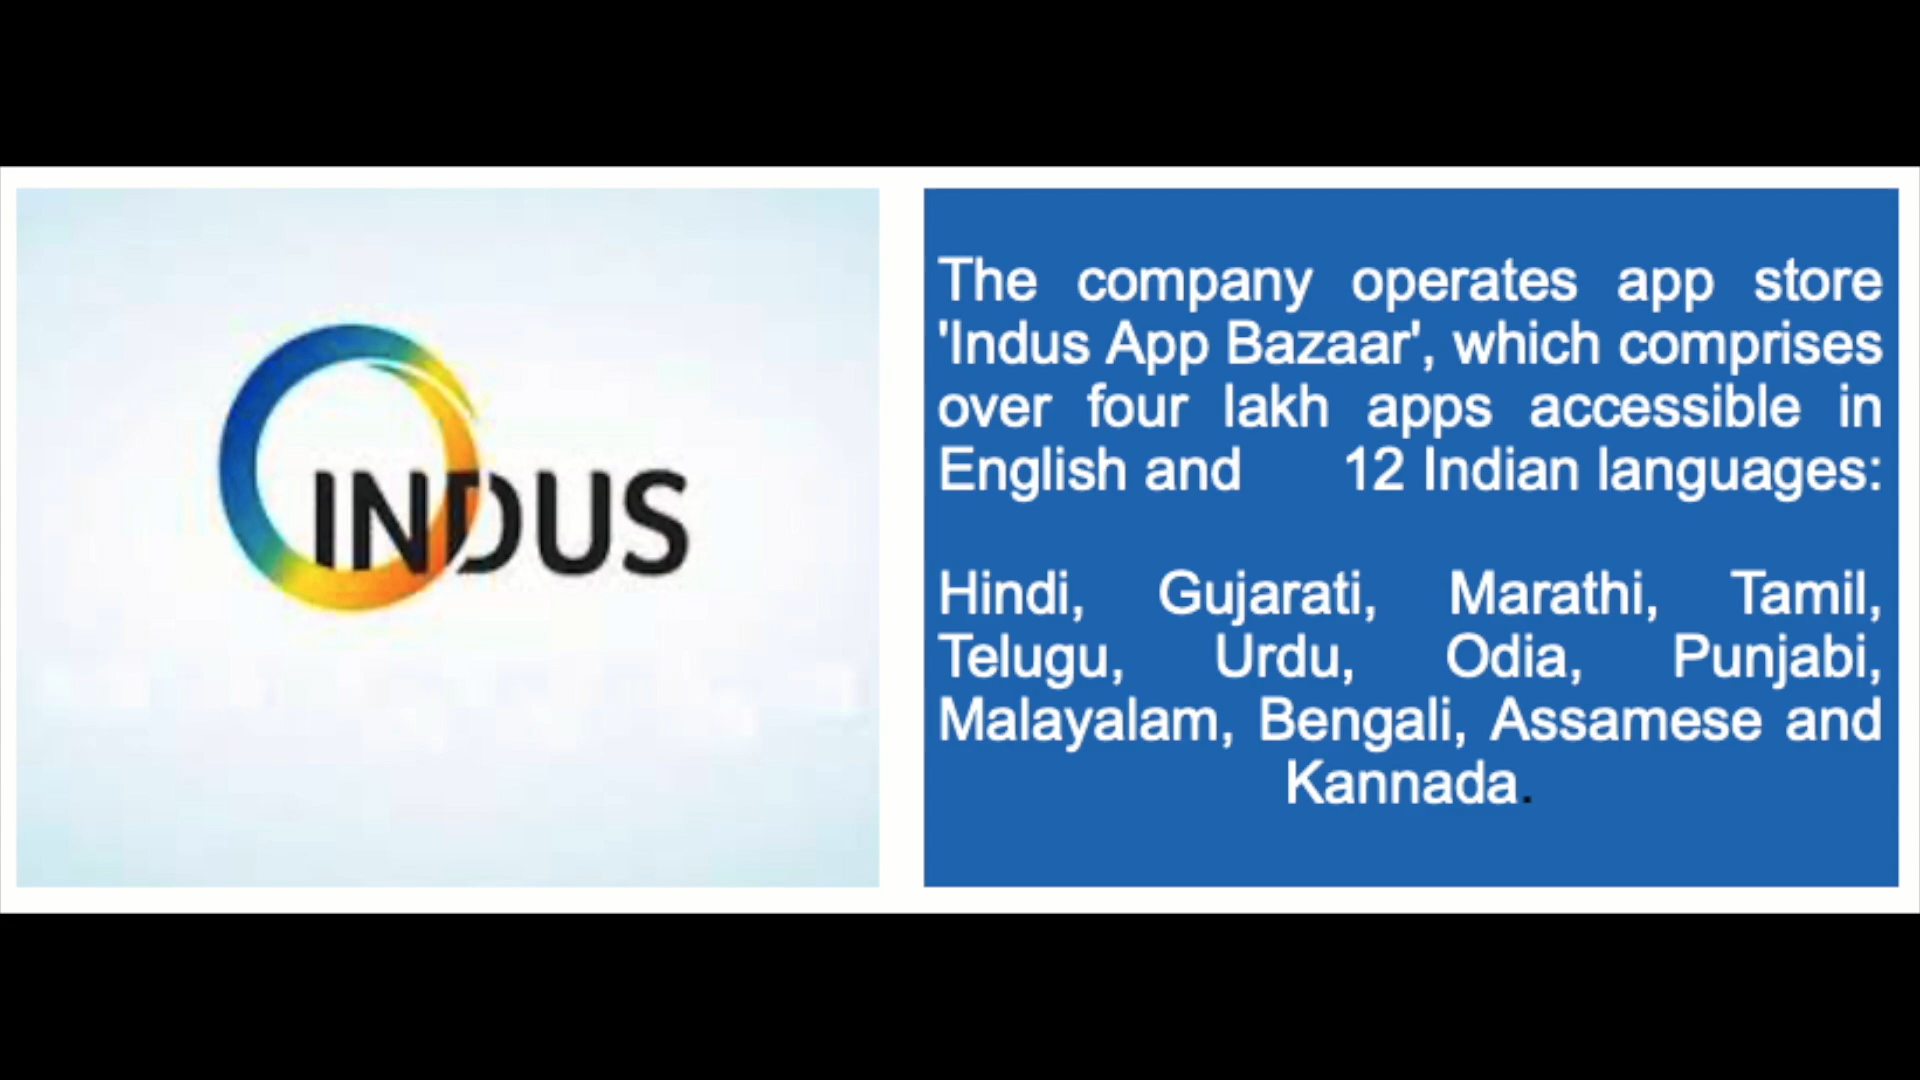 INDUS
The company operates app store
'Indus App Bazaar', which comprises
over four lakh apps accessible in
English and 12 Indian languages:
Hindi, Gujarati, Marathi, Tamil,
Telugu, Urdu, Odia, Punjabi,
Malayalam, Bengali, Assamese and
Kannada.